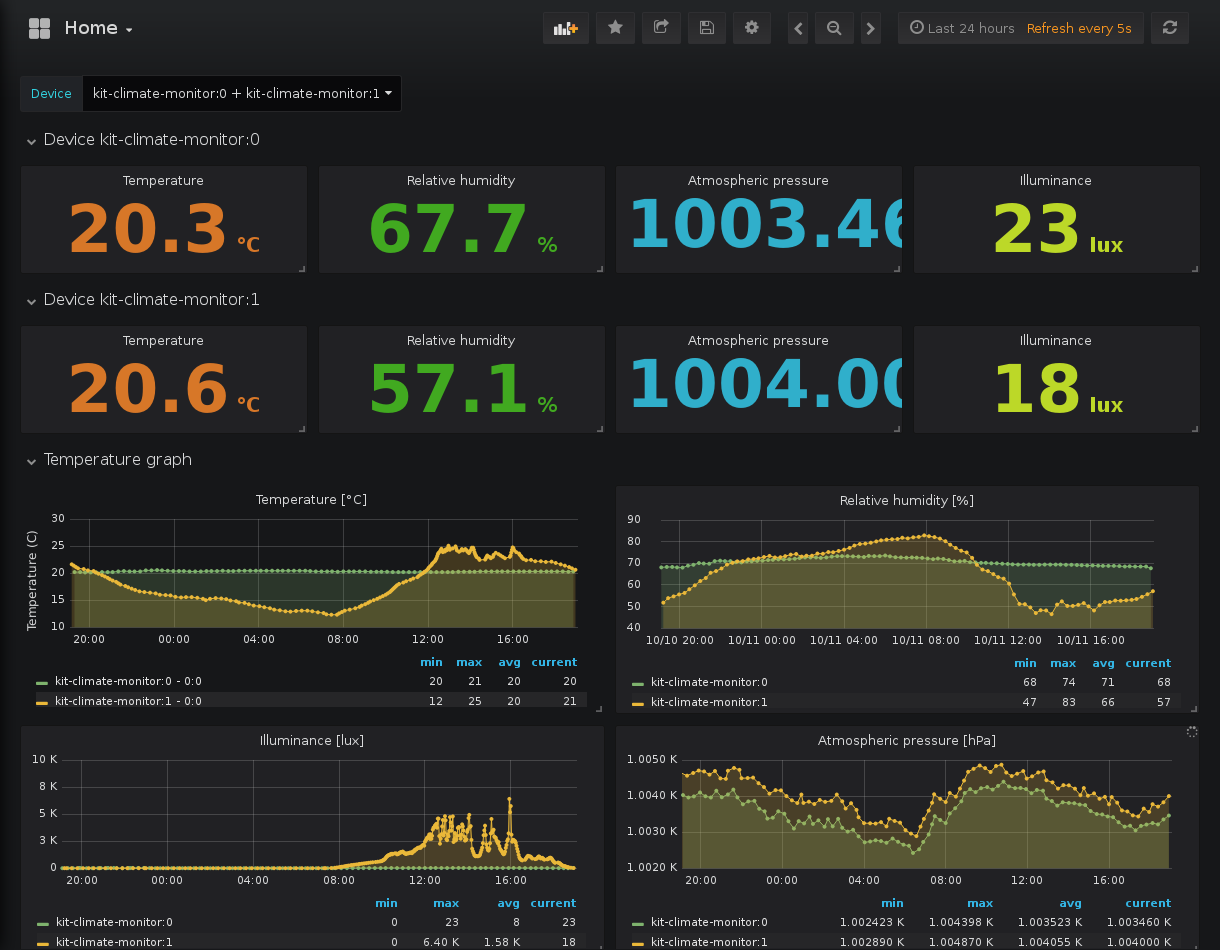 Home
Last 24 hours Refresh every 5s
Device kit-climate-monitor:0 + kit-climate-monitor:1
Device kit-climate-monitor:0
Temperature Relative humidity Atmospheric pressure Illuminance
20.3 °C 67.7 % 1003.46 23 lux
Device kit-climate-monitor:1
Temperature Relative humidity Atmospheric pressure Illuminance
20.6 °C 57.1 % 1004.00 18 lux
Temperature graph
Temperature [°C]
Temperature (C)
30
25
20
15
10
20:00 00:00 04:00 08:00 12:00 16:00
min max avg current
kit-climate-monitor:0 - 0:0 20 21 20 20
kit-climate-monitor:1 - 0:0 12 25 20 21
Relative humidity [%]
90
80
70
60
50
40
10/10 20:00 10/11 00:00 10/11 04:00 10/11 08:00 10/11 12:00 10/11 16:00
min max avg current
kit-climate-monitor:0 68 74 71 68
kit-climate-monitor:1 47 83 66 57
Illuminance [lux]
10 K
8 K
5 K
3 K
0
20:00 00:00 04:00 08:00 12:00 16:00
min max avg current
kit-climate-monitor:0 0 23 8 23
kit-climate-monitor:1 0 6.40 K 1.58 K 18
Atmospheric pressure [hPa]
1.0050 K
1.0040 K
1.0030 K
1.0020 K
20:00 00:00 04:00 08:00 12:00 16:00
min max avg current
kit-climate-monitor:0 1.002423 K 1.004398 K 1.003523 K 1.003460 K
kit-climate-monitor:1 1.002890 K 1.004870 K 1.004055 K 1.004000 K